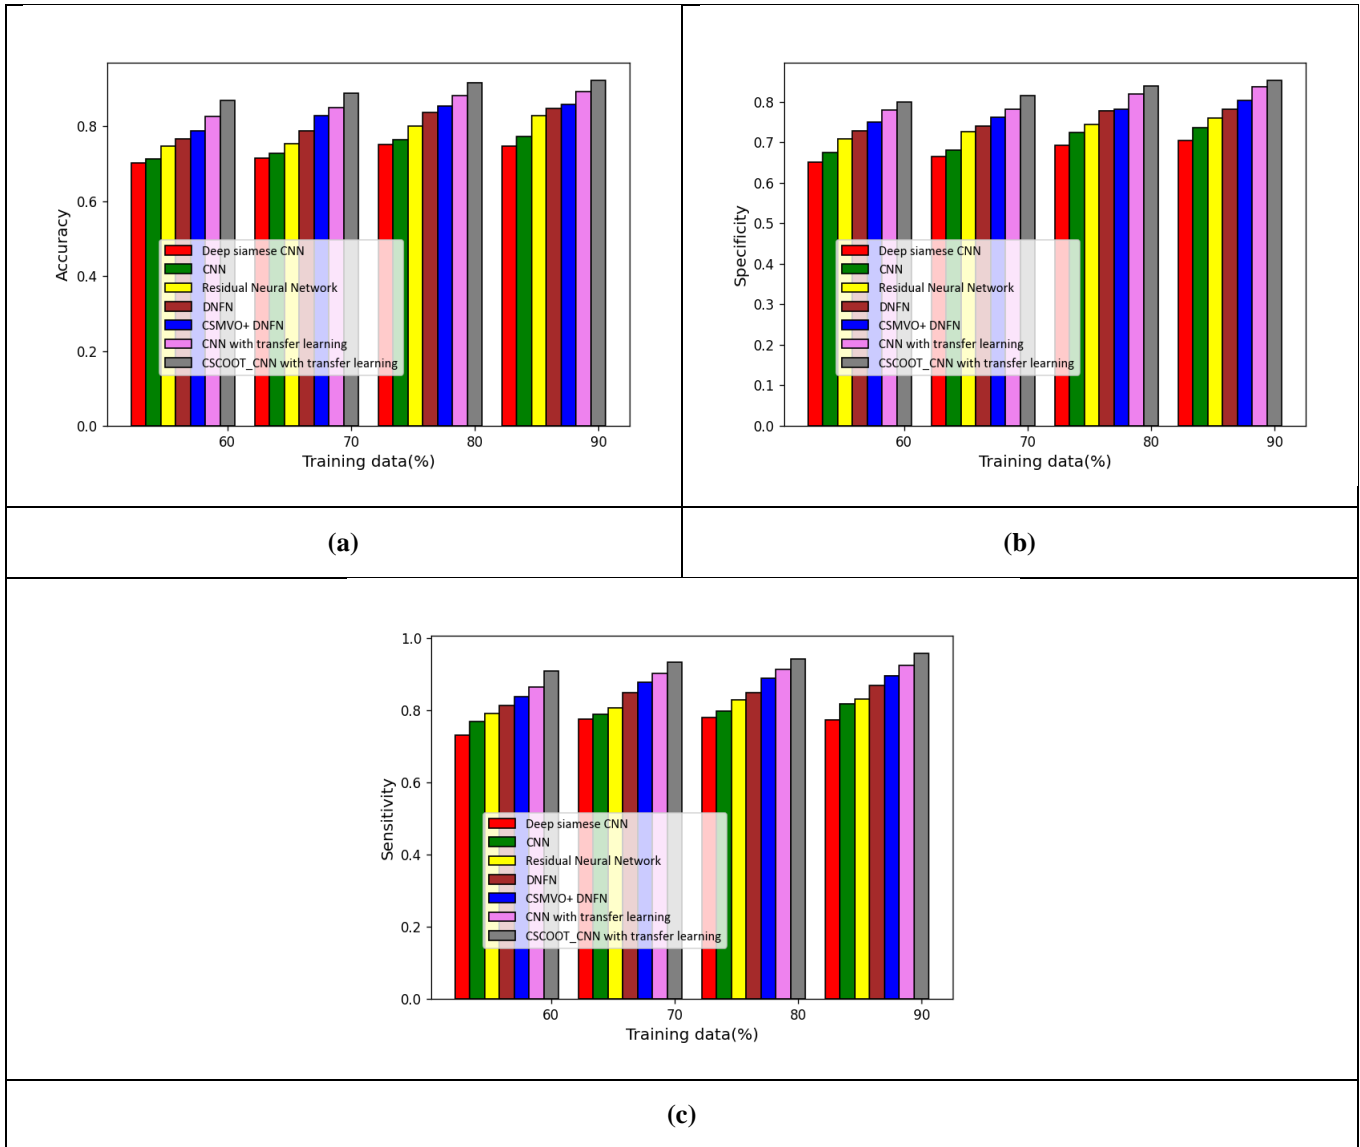 Accuracy
0.8
0.6
0.4
0.2
0.0
Deep siamese CNN
CNN
Residual Neural Network
DNFN
CSMVO+ DNFN
CNN with transfer learning
CSCOOT_CNN with transfer learning
60 70 80 90
Training data(%)
(a)
Specificity
0.8
0.7
0.6
0.5
0.4
0.3
0.2
0.1
0.0
Deep siamese CNN
CNN
Residual Neural Network
DNFN
CSMVO+ DNFN
CNN with transfer learning
CSCOOT_CNN with transfer learning
60 70 80 90
Training data(%)
(b)
Sensitivity
1.0
0.8
0.6
0.4
0.2
0.0
Deep siamese CNN
CNN
Residual Neural Network
DNFN
CSMVO+ DNFN
CNN with transfer learning
CSCOOT_CNN with transfer learning
60 70 80 90
Training data(%)
(c)